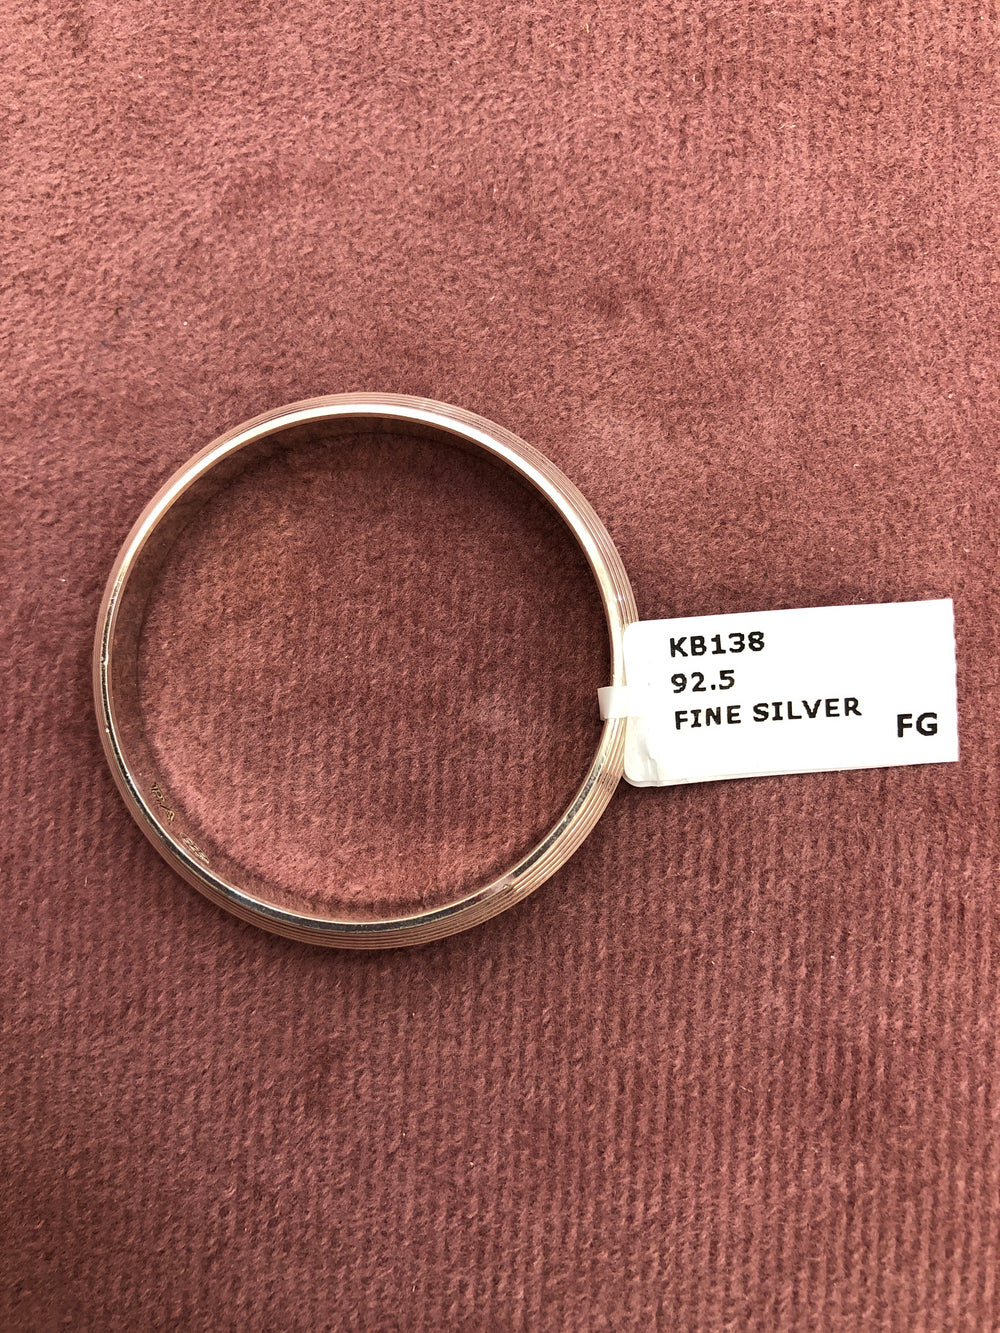 KB138
92.5
FINE SILVER
FG